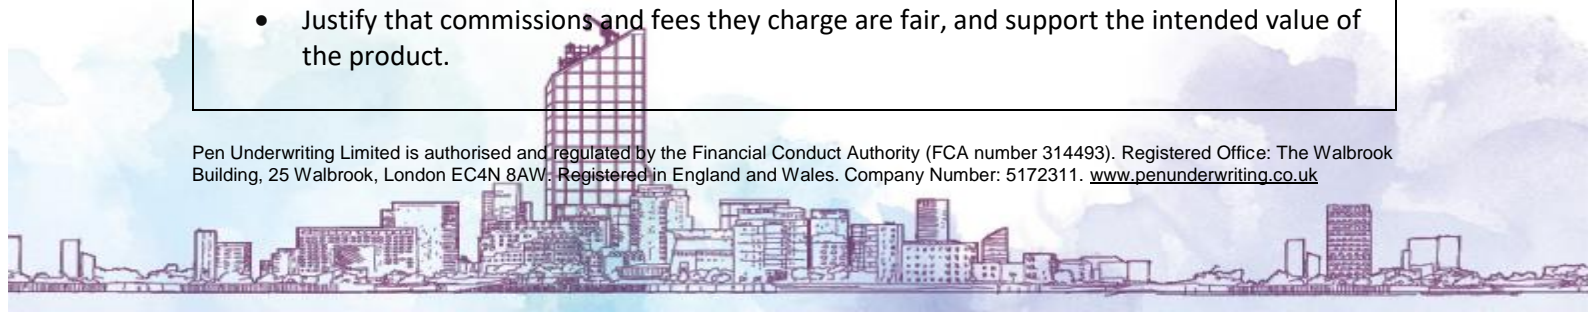 • Justify that commissions and fees they charge are fair, and support the intended value of
the product.
Pen Underwriting Limited is authorised and regulated by the Financial Conduct Authority (FCA number 314493). Registered Office: The Walbrook
Building, 25 Walbrook, London EC4N 8AW. Registered in England and Wales. Company Number: 5172311. www.penunderwriting.co.uk